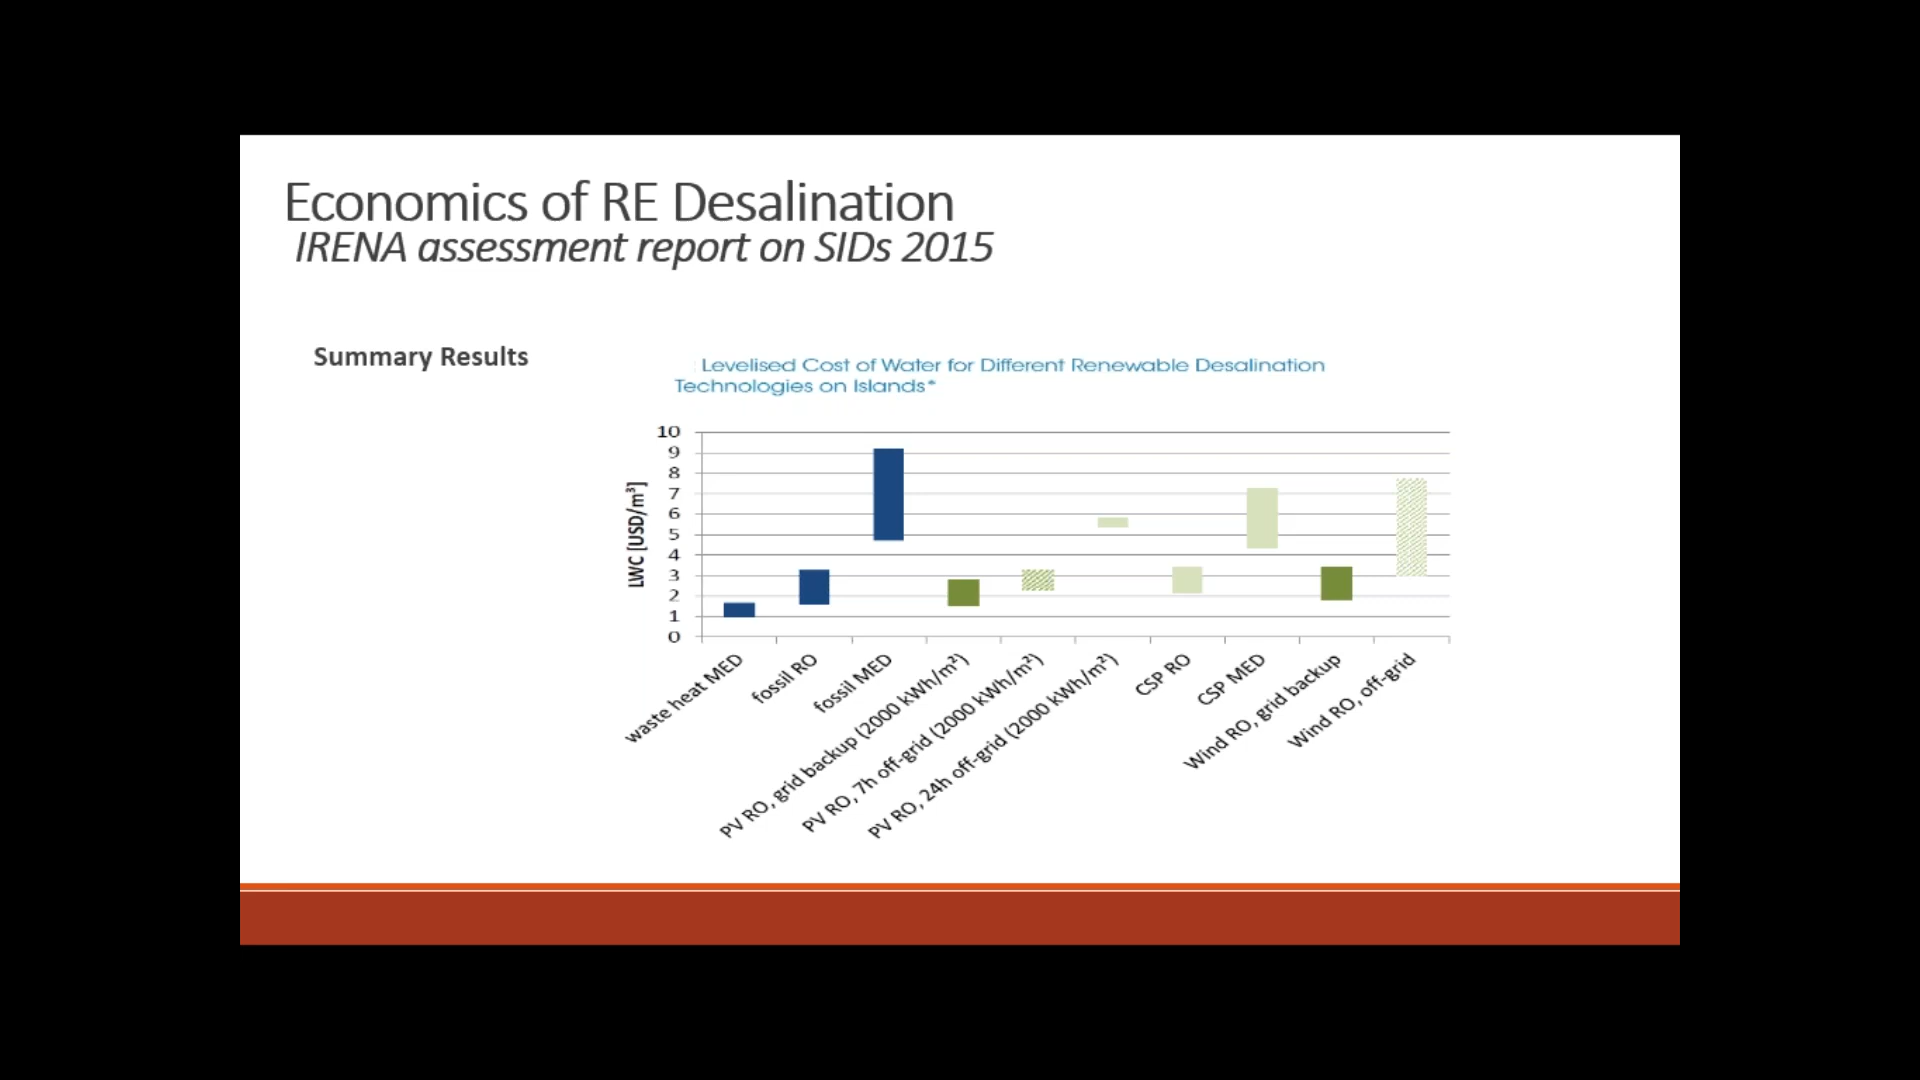 Economics of RE Desalination
IRENA assessment report on SIDs 2015
Summary Results
Levelised Cost of Water for Different Renewable Desalination
Technologies on Islands*
LWC [USD/m³]
10
9
8
7
6
5
4
3
2
1
0
waste heat MED
fossil RO
fossil MED
PV RO, grid backup (2000 kWh/m²)
PV RO, 7h off-grid (2000 kWh/m²)
PV RO, 24h off-grid (2000 kWh/m²)
CSP RO
CSP MED
Wind RO, grid backup
Wind RO, off-grid